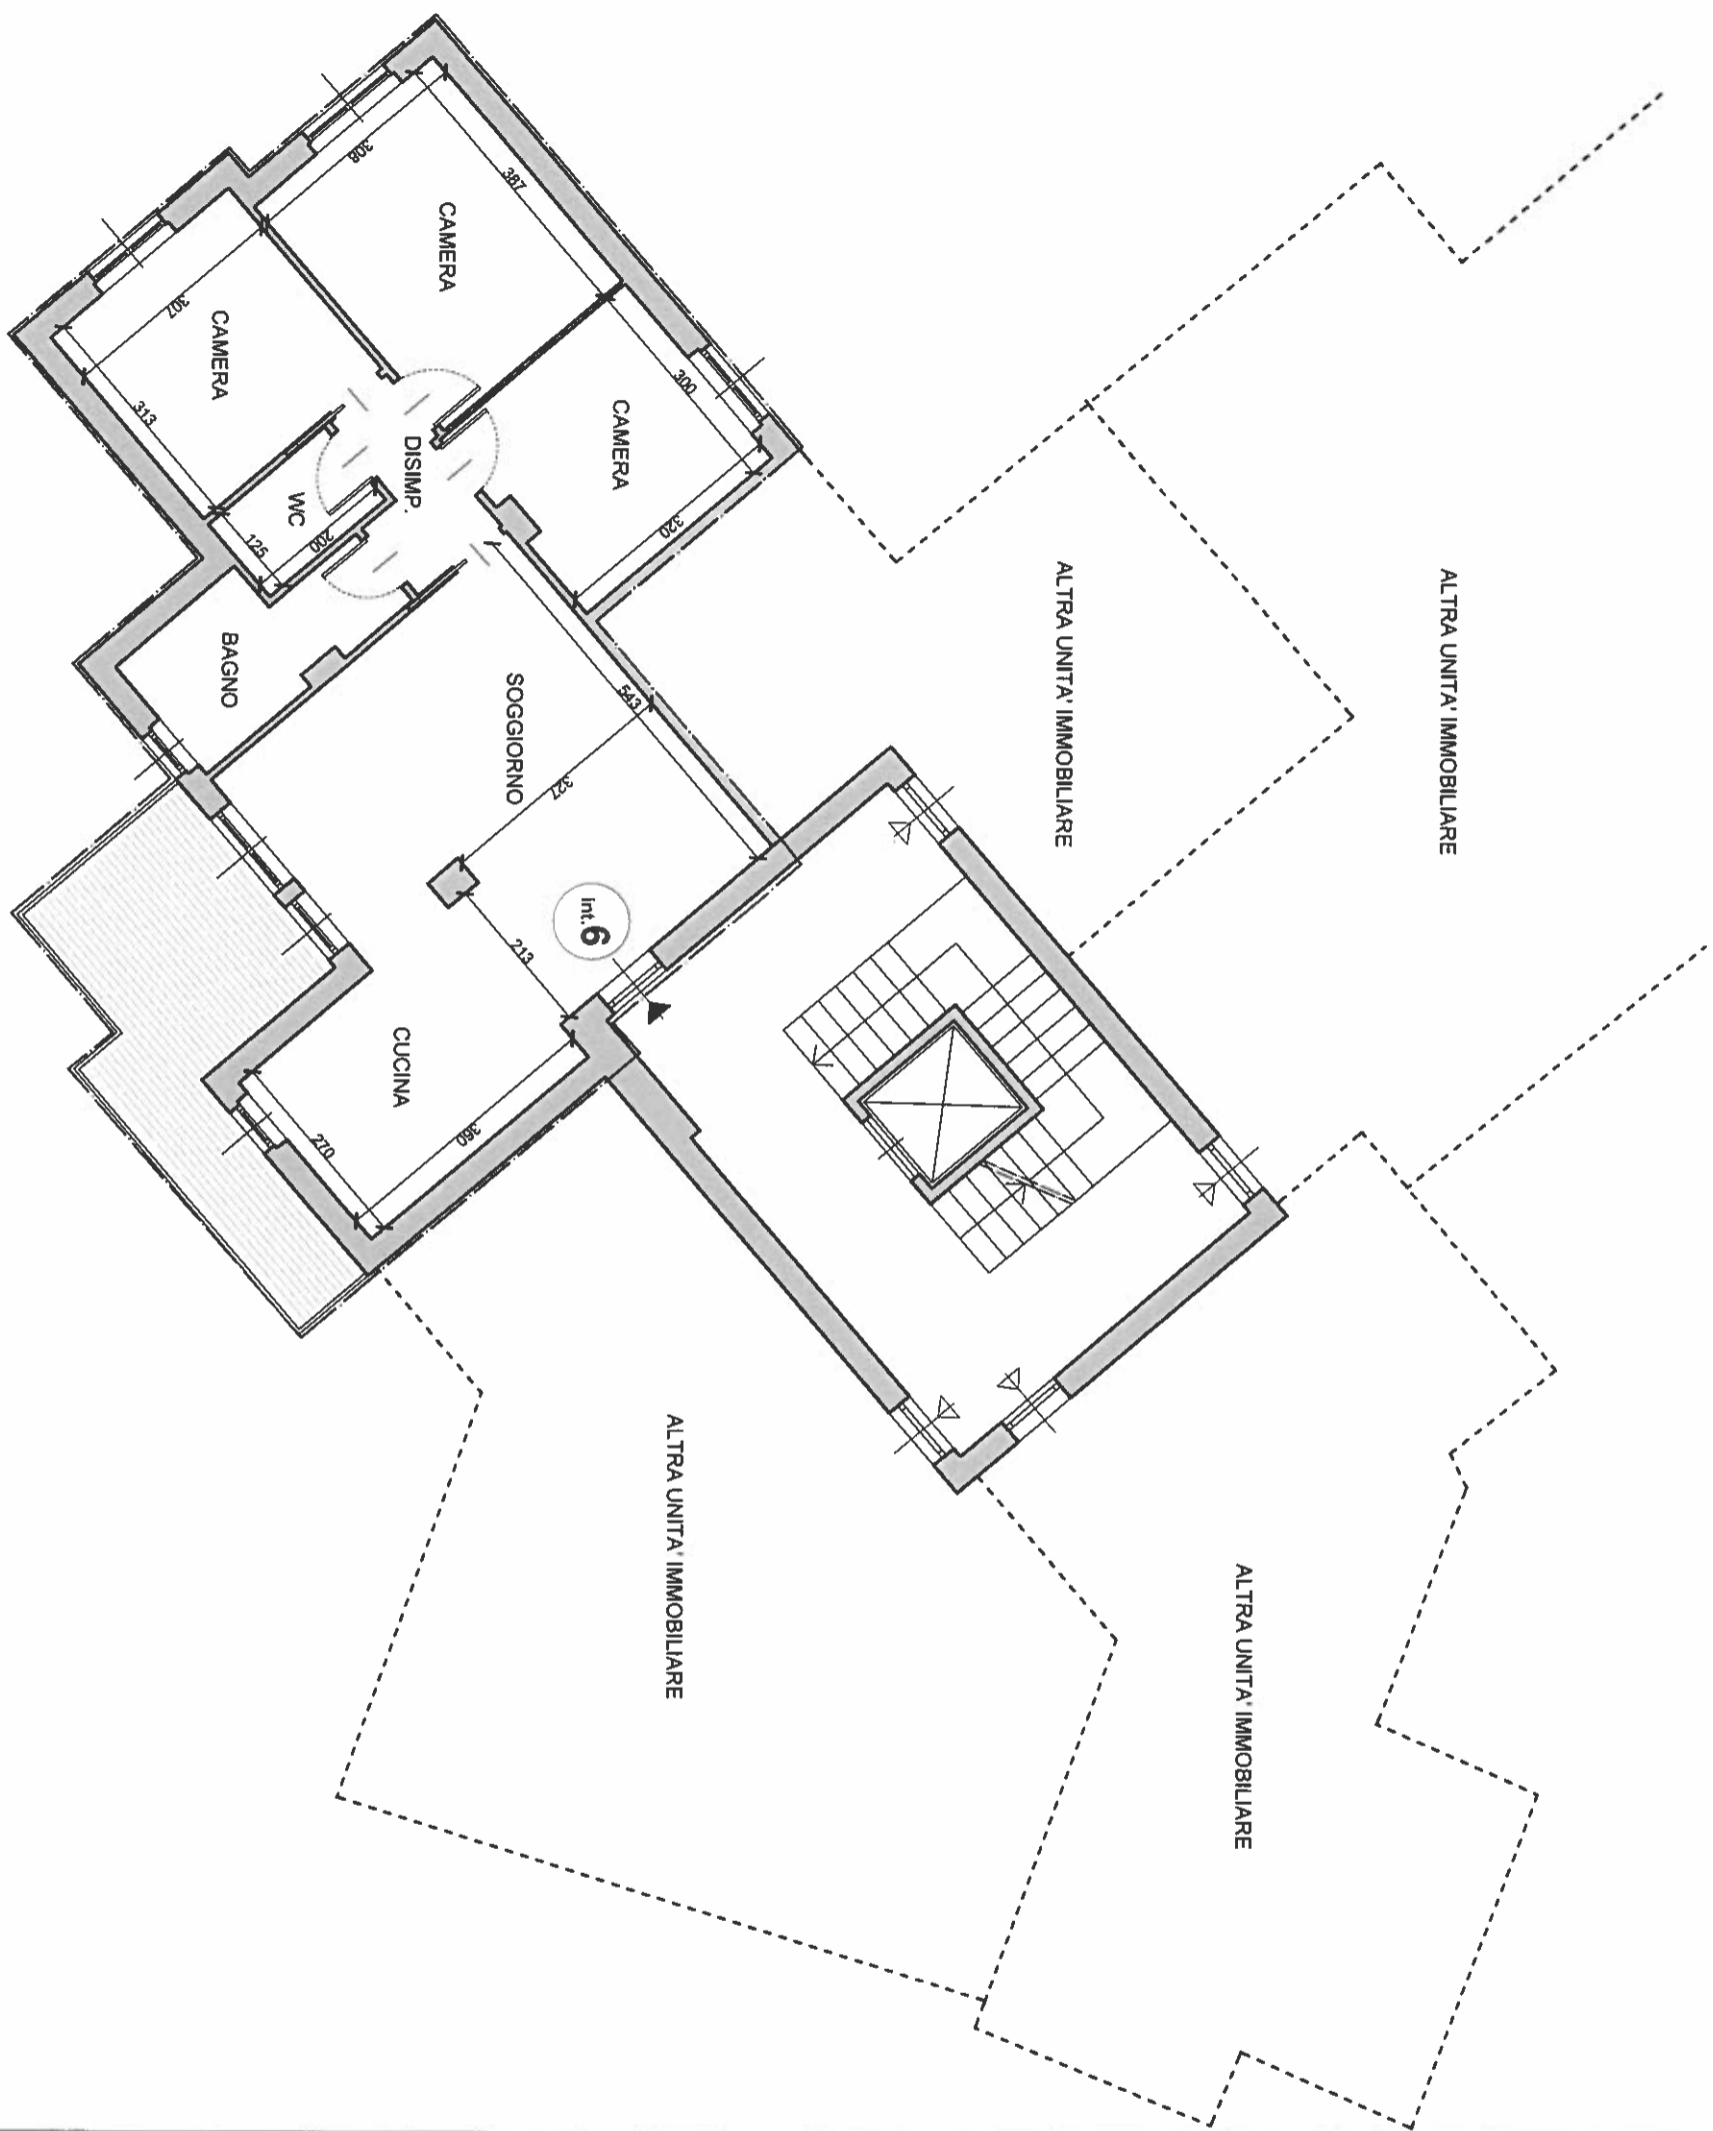 ALTRA UNITA' IMMOBILIARE
ALTRA UNITA' IMMOBILIARE
ALTRA UNITA' IMMOBILIARE
ALTRA UNITA' IMMOBILIARE
CAMERA
308
387
CAMERA
300
320
CAMERA
307
313
DISIMP.
WC
125
200
BAGNO
SOGGIORNO
543
327
213
int.6
CUCINA
360
270